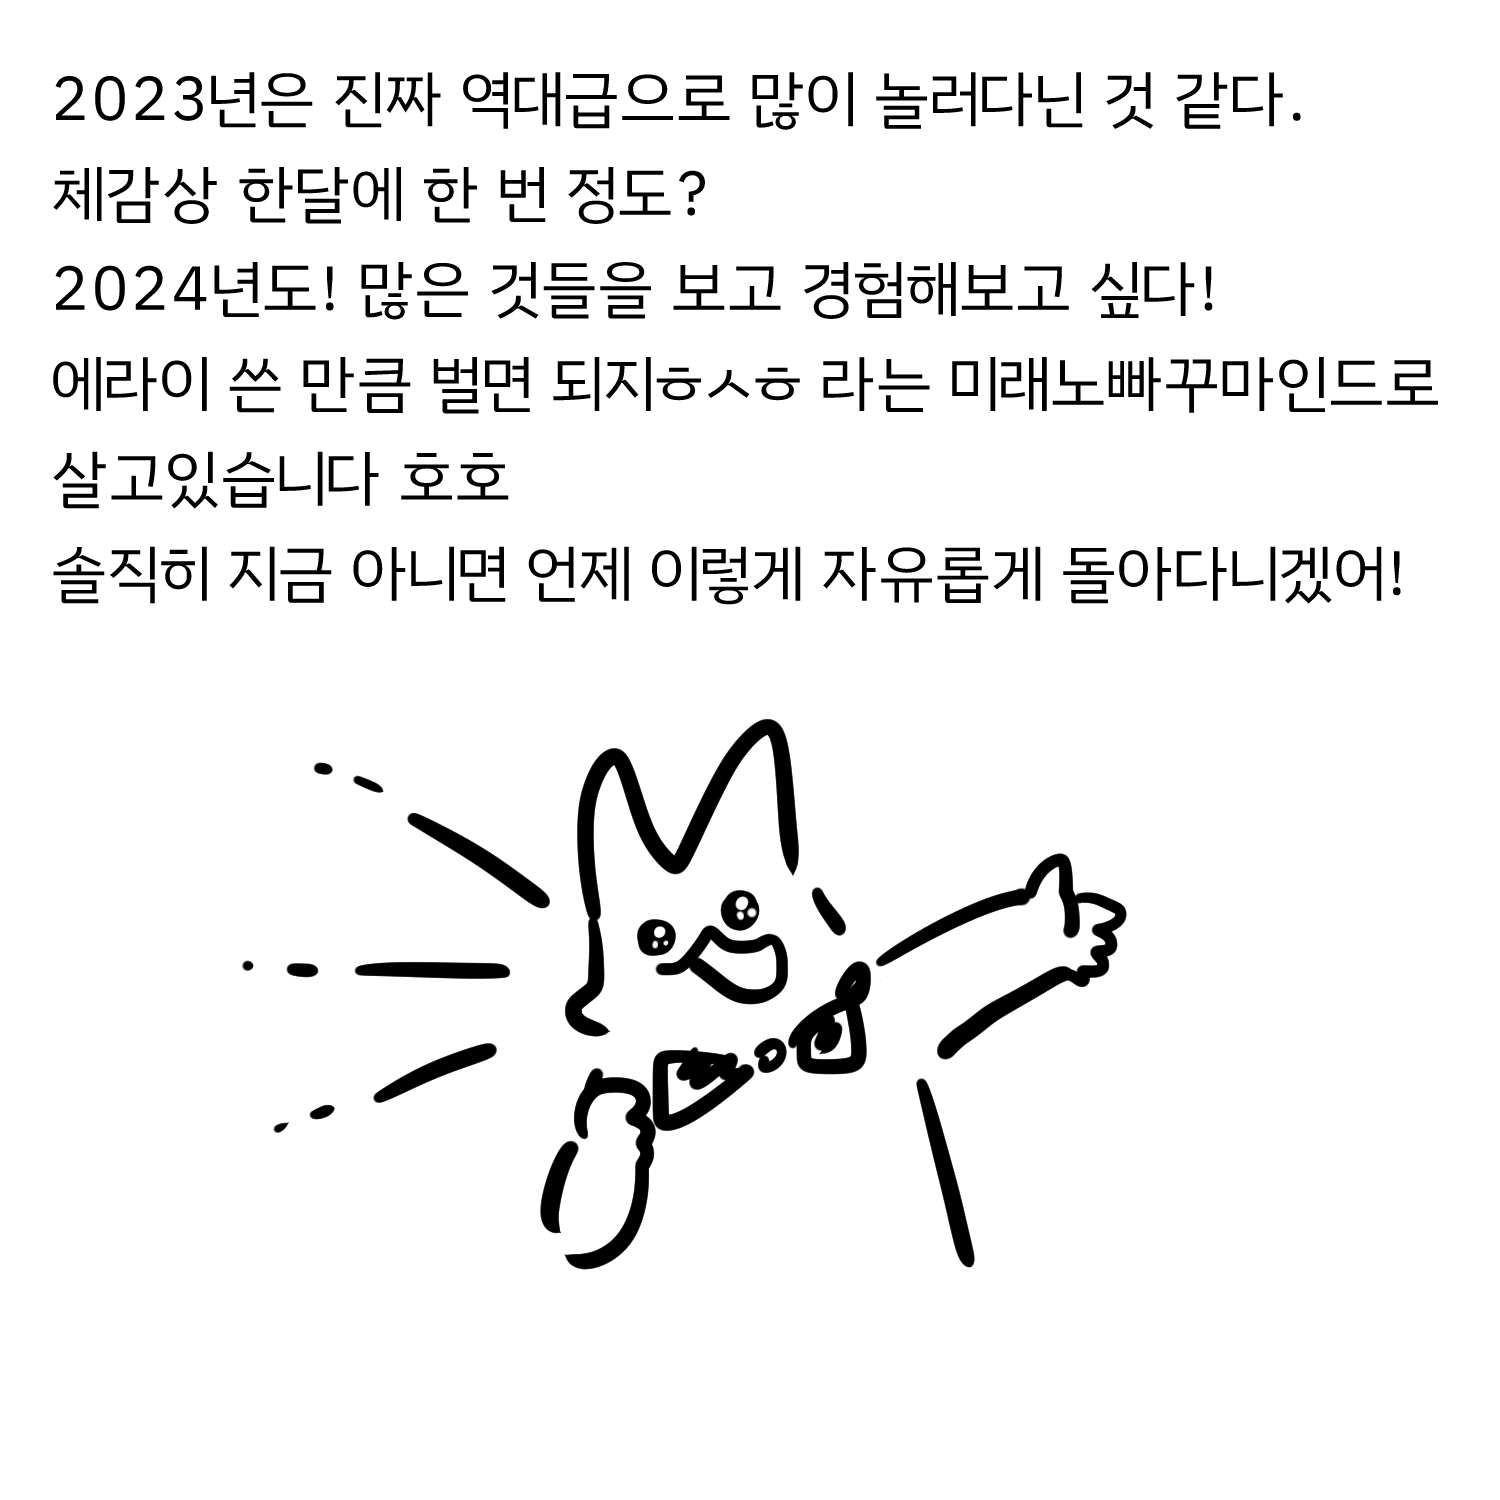 2023년은 진짜 역대급으로 많이 놀러다닌 것 같다.
체감상 한달에 한 번 정도?
2024년도! 많은 것들을 보고 경험해보고 싶다!
에라이 쓴 만큼 벌면 되지ㅎㅅㅎ 라는 미래노빠꾸마인드로
살고있습니다 호호
솔직히 지금 아니면 언제 이렇게 자유롭게 돌아다니겠어!